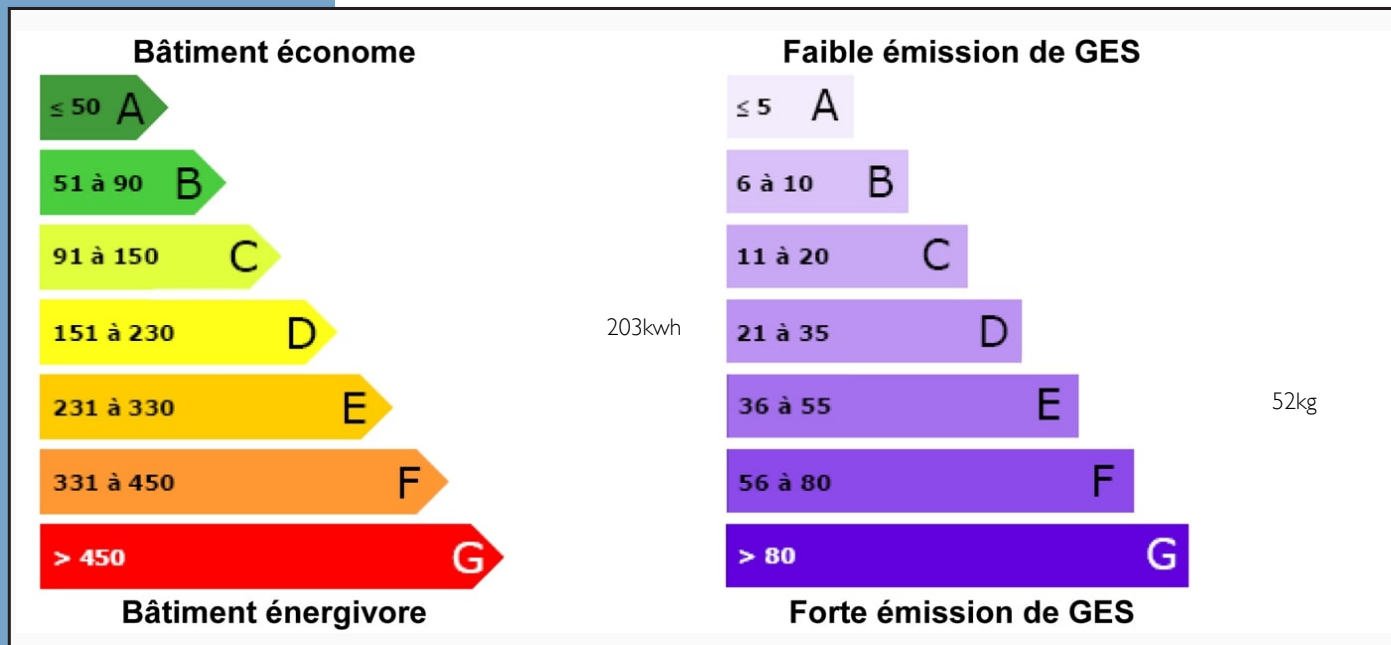 Bâtiment économe
≤ 50 A
51 à 90 B
91 à 150 C
151 à 230 D
203kwh
231 à 330 E
331 à 450 F
> 450 G
Bâtiment énergivore
Faible émission de GES
≤ 5 A
6 à 10 B
11 à 20 C
21 à 35 D
36 à 55 E
52kg
56 à 80 F
> 80 G
Forte émission de GES